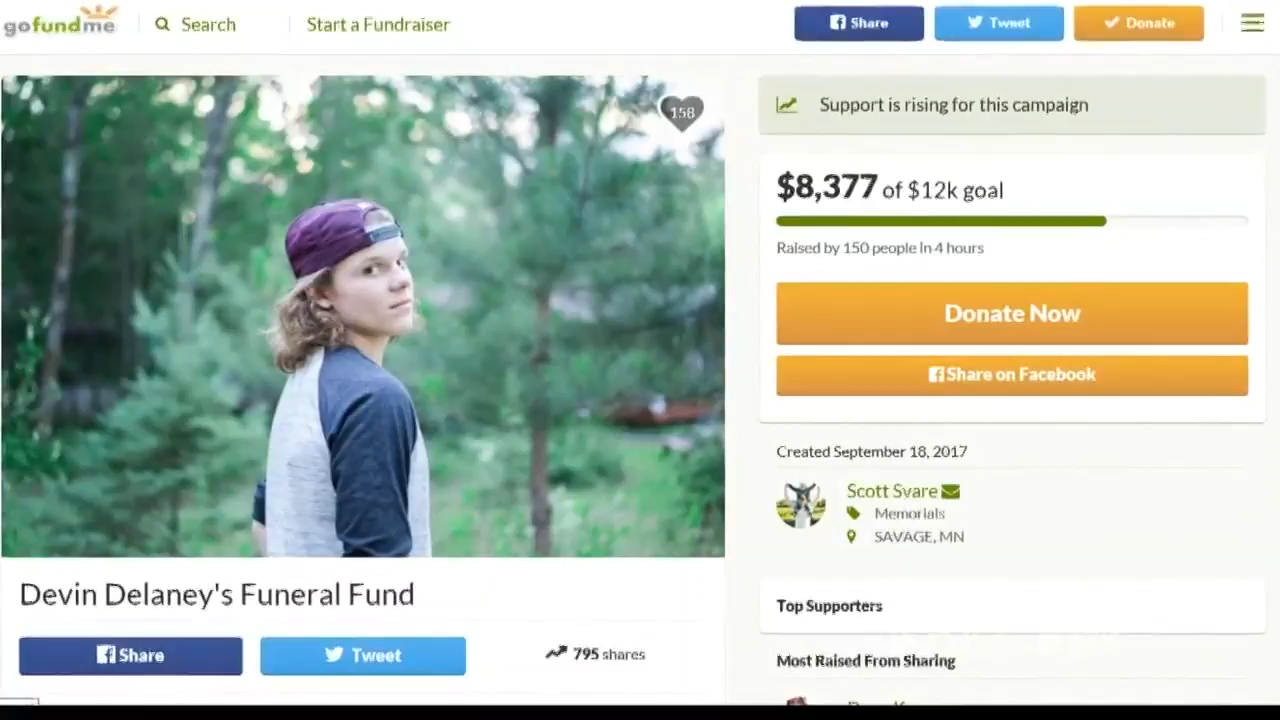 gofundme
Search
Start a Fundraiser
Share
Tweet
Donate
158
Support is rising for this campaign
$8,377 of $12k goal
Raised by 150 people in 4 hours
Donate Now
Share on Facebook
Created September 18, 2017
Scott Svare
Memorials
SAVAGE, MN
Devin Delaney's Funeral Fund
Share
Tweet
795 shares
Top Supporters
Most Raised From Sharing